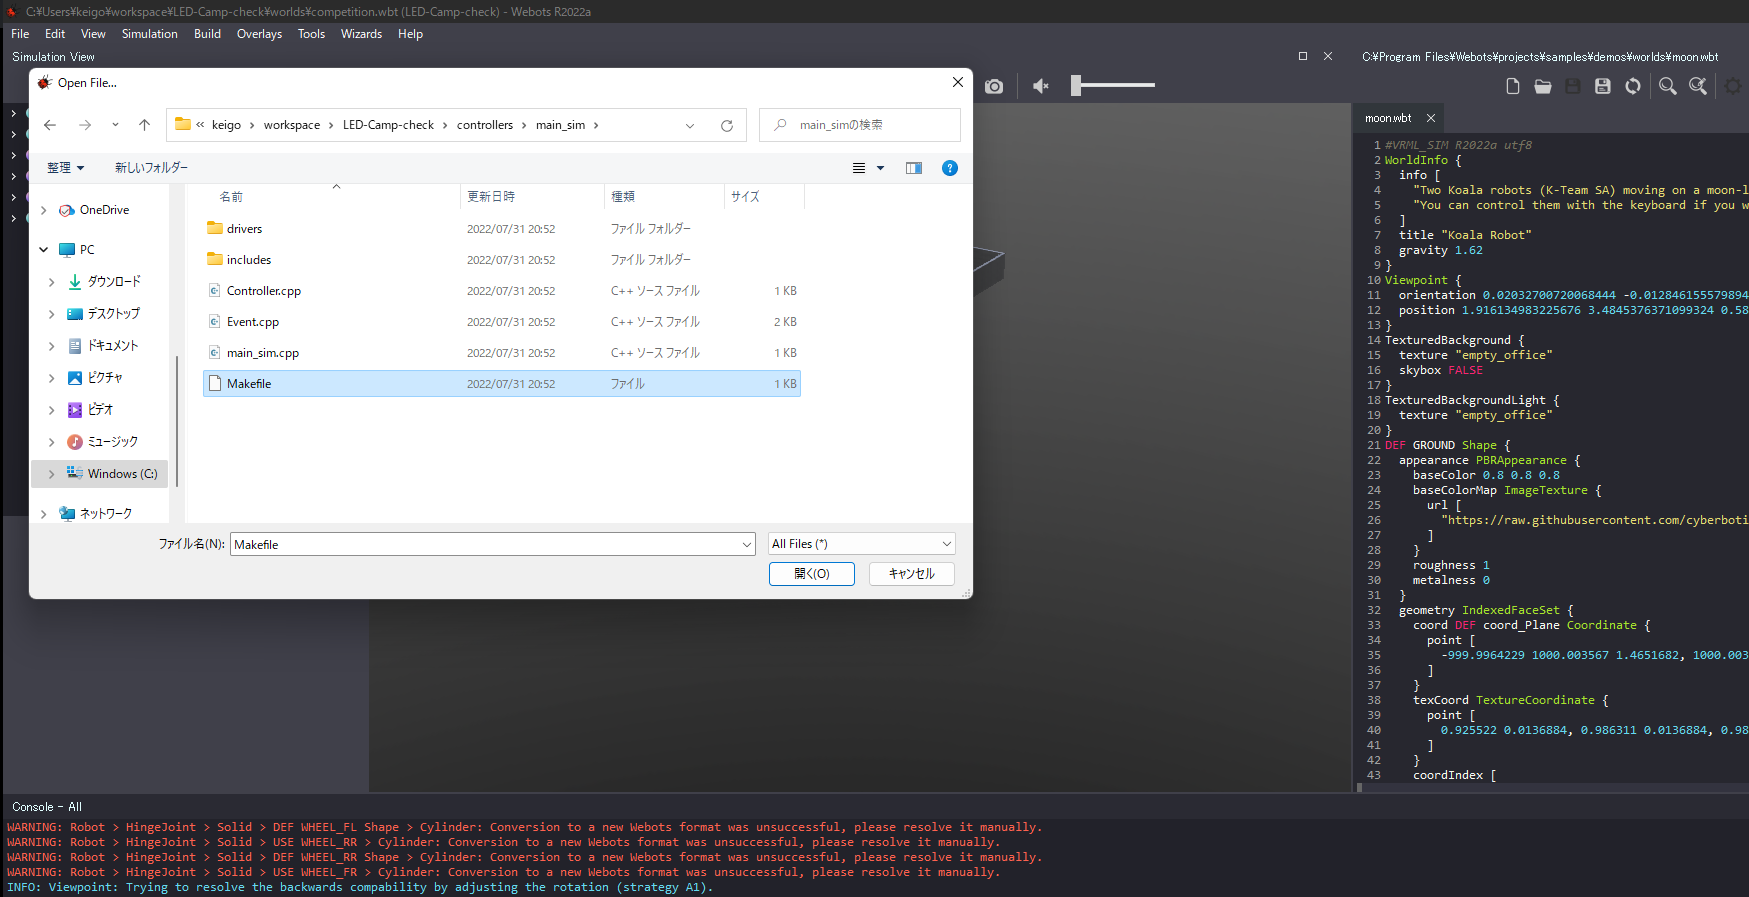 C:¥Users¥keigo¥workspace¥LED-Camp-check¥worlds¥competition.wbt (LED-Camp-check) - Webots R2022a
File Edit View Simulation Build Overlays Tools Wizards Help
Simulation View
Open File...
« keigo › workspace › LED-Camp-check › controllers › main_sim ›
main_simの検索
整理 新しいフォルダー
名前 更新日時 種類 サイズ
OneDrive
PC
ダウンロード
デスクトップ
ドキュメント
ピクチャ
ビデオ
ミュージック
Windows (C:)
ネットワーク
drivers 2022/07/31 20:52 ファイル フォルダー
includes 2022/07/31 20:52 ファイル フォルダー
Controller.cpp 2022/07/31 20:52 C++ ソース ファイル 1 KB
Event.cpp 2022/07/31 20:52 C++ ソース ファイル 2 KB
main_sim.cpp 2022/07/31 20:52 C++ ソース ファイル 1 KB
Makefile 2022/07/31 20:52 ファイル 1 KB
ファイル名(N): Makefile All Files (*)
開く(O) キャンセル
C:¥Program Files¥Webots¥projects¥samples¥demos¥worlds¥moon.wbt
moon.wbt
1 #VRML_SIM R2022a utf8
2 WorldInfo {
3 info [
4 "Two Koala robots (K-Team SA) moving on a moon-l
5 "You can control them with the keyboard if you w
6 ]
7 title "Koala Robot"
8 gravity 1.62
9 }
10 Viewpoint {
11 orientation 0.02032700720068444 -0.012846155579894
12 position 1.916134983225676 3.4845376371099324 0.58
13 }
14 TexturedBackground {
15 texture "empty_office"
16 skybox FALSE
17 }
18 TexturedBackgroundLight {
19 texture "empty_office"
20 }
21 DEF GROUND Shape {
22 appearance PBRAppearance {
23 baseColor 0.8 0.8 0.8
24 baseColorMap ImageTexture {
25 url [
26 "https://raw.githubusercontent.com/cyberboti
27 ]
28 }
29 roughness 1
30 metalness 0
31 }
32 geometry IndexedFaceSet {
33 coord DEF coord_Plane Coordinate {
34 point [
35 -999.9964229 1000.003567 1.4651682, 1000.003
36 ]
37 }
38 texCoord TextureCoordinate {
39 point [
40 0.925522 0.0136884, 0.986311 0.0136884, 0.98
41 ]
42 }
43 coordIndex [
Console - All
WARNING: Robot > HingeJoint > Solid > DEF WHEEL_FL Shape > Cylinder: Conversion to a new Webots format was unsuccessful, please resolve it manually.
WARNING: Robot > HingeJoint > Solid > USE WHEEL_RR > Cylinder: Conversion to a new Webots format was unsuccessful, please resolve it manually.
WARNING: Robot > HingeJoint > Solid > DEF WHEEL_RR Shape > Cylinder: Conversion to a new Webots format was unsuccessful, please resolve it manually.
WARNING: Robot > HingeJoint > Solid > USE WHEEL_FR > Cylinder: Conversion to a new Webots format was unsuccessful, please resolve it manually.
INFO: Viewpoint: Trying to resolve the backwards compability by adjusting the rotation (strategy A1).